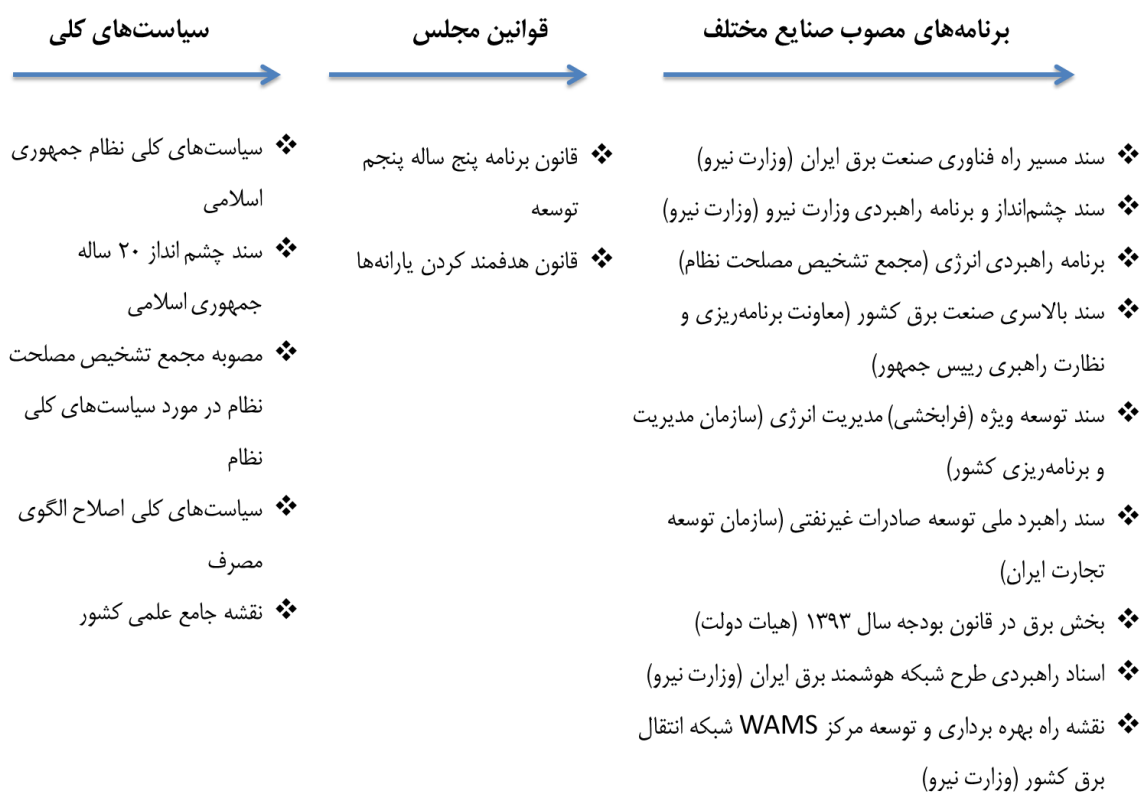 برنامه‌های مصوب صنایع مختلف
❖ سند مسیر راه فناوری صنعت برق ایران (وزارت نیرو)
❖ سند چشم‌انداز و برنامه راهبردی وزارت نیرو (وزارت نیرو)
❖ برنامه راهبردی انرژی (مجمع تشخیص مصلحت نظام)
❖ سند بالاسری صنعت برق کشور (معاونت برنامه‌ریزی و
نظارت راهبری رییس جمهور)
❖ سند توسعه ویژه (فرابخشی) مدیریت انرژی (سازمان مدیریت
و برنامه‌ریزی کشور)
❖ سند راهبرد ملی توسعه صادرات غیرنفتی (سازمان توسعه
تجارت ایران)
❖ بخش برق در قانون بودجه سال ۱۳۹۳ (هیات دولت)
❖ اسناد راهبردی طرح شبکه هوشمند برق ایران (وزارت نیرو)
❖ نقشه راه بهره برداری و توسعه مرکز WAMS شبکه انتقال
برق کشور (وزارت نیرو)
قوانین مجلس
❖ قانون برنامه پنج ساله پنجم
توسعه
❖ قانون هدفمند کردن یارانه‌ها
سیاست‌های کلی
❖ سیاست‌های کلی نظام جمهوری
اسلامی
❖ سند چشم انداز ۲۰ ساله
جمهوری اسلامی
❖ مصوبه مجمع تشخیص مصلحت
نظام در مورد سیاست‌های کلی
نظام
❖ سیاست‌های کلی اصلاح الگوی
مصرف
❖ نقشه جامع علمی کشور